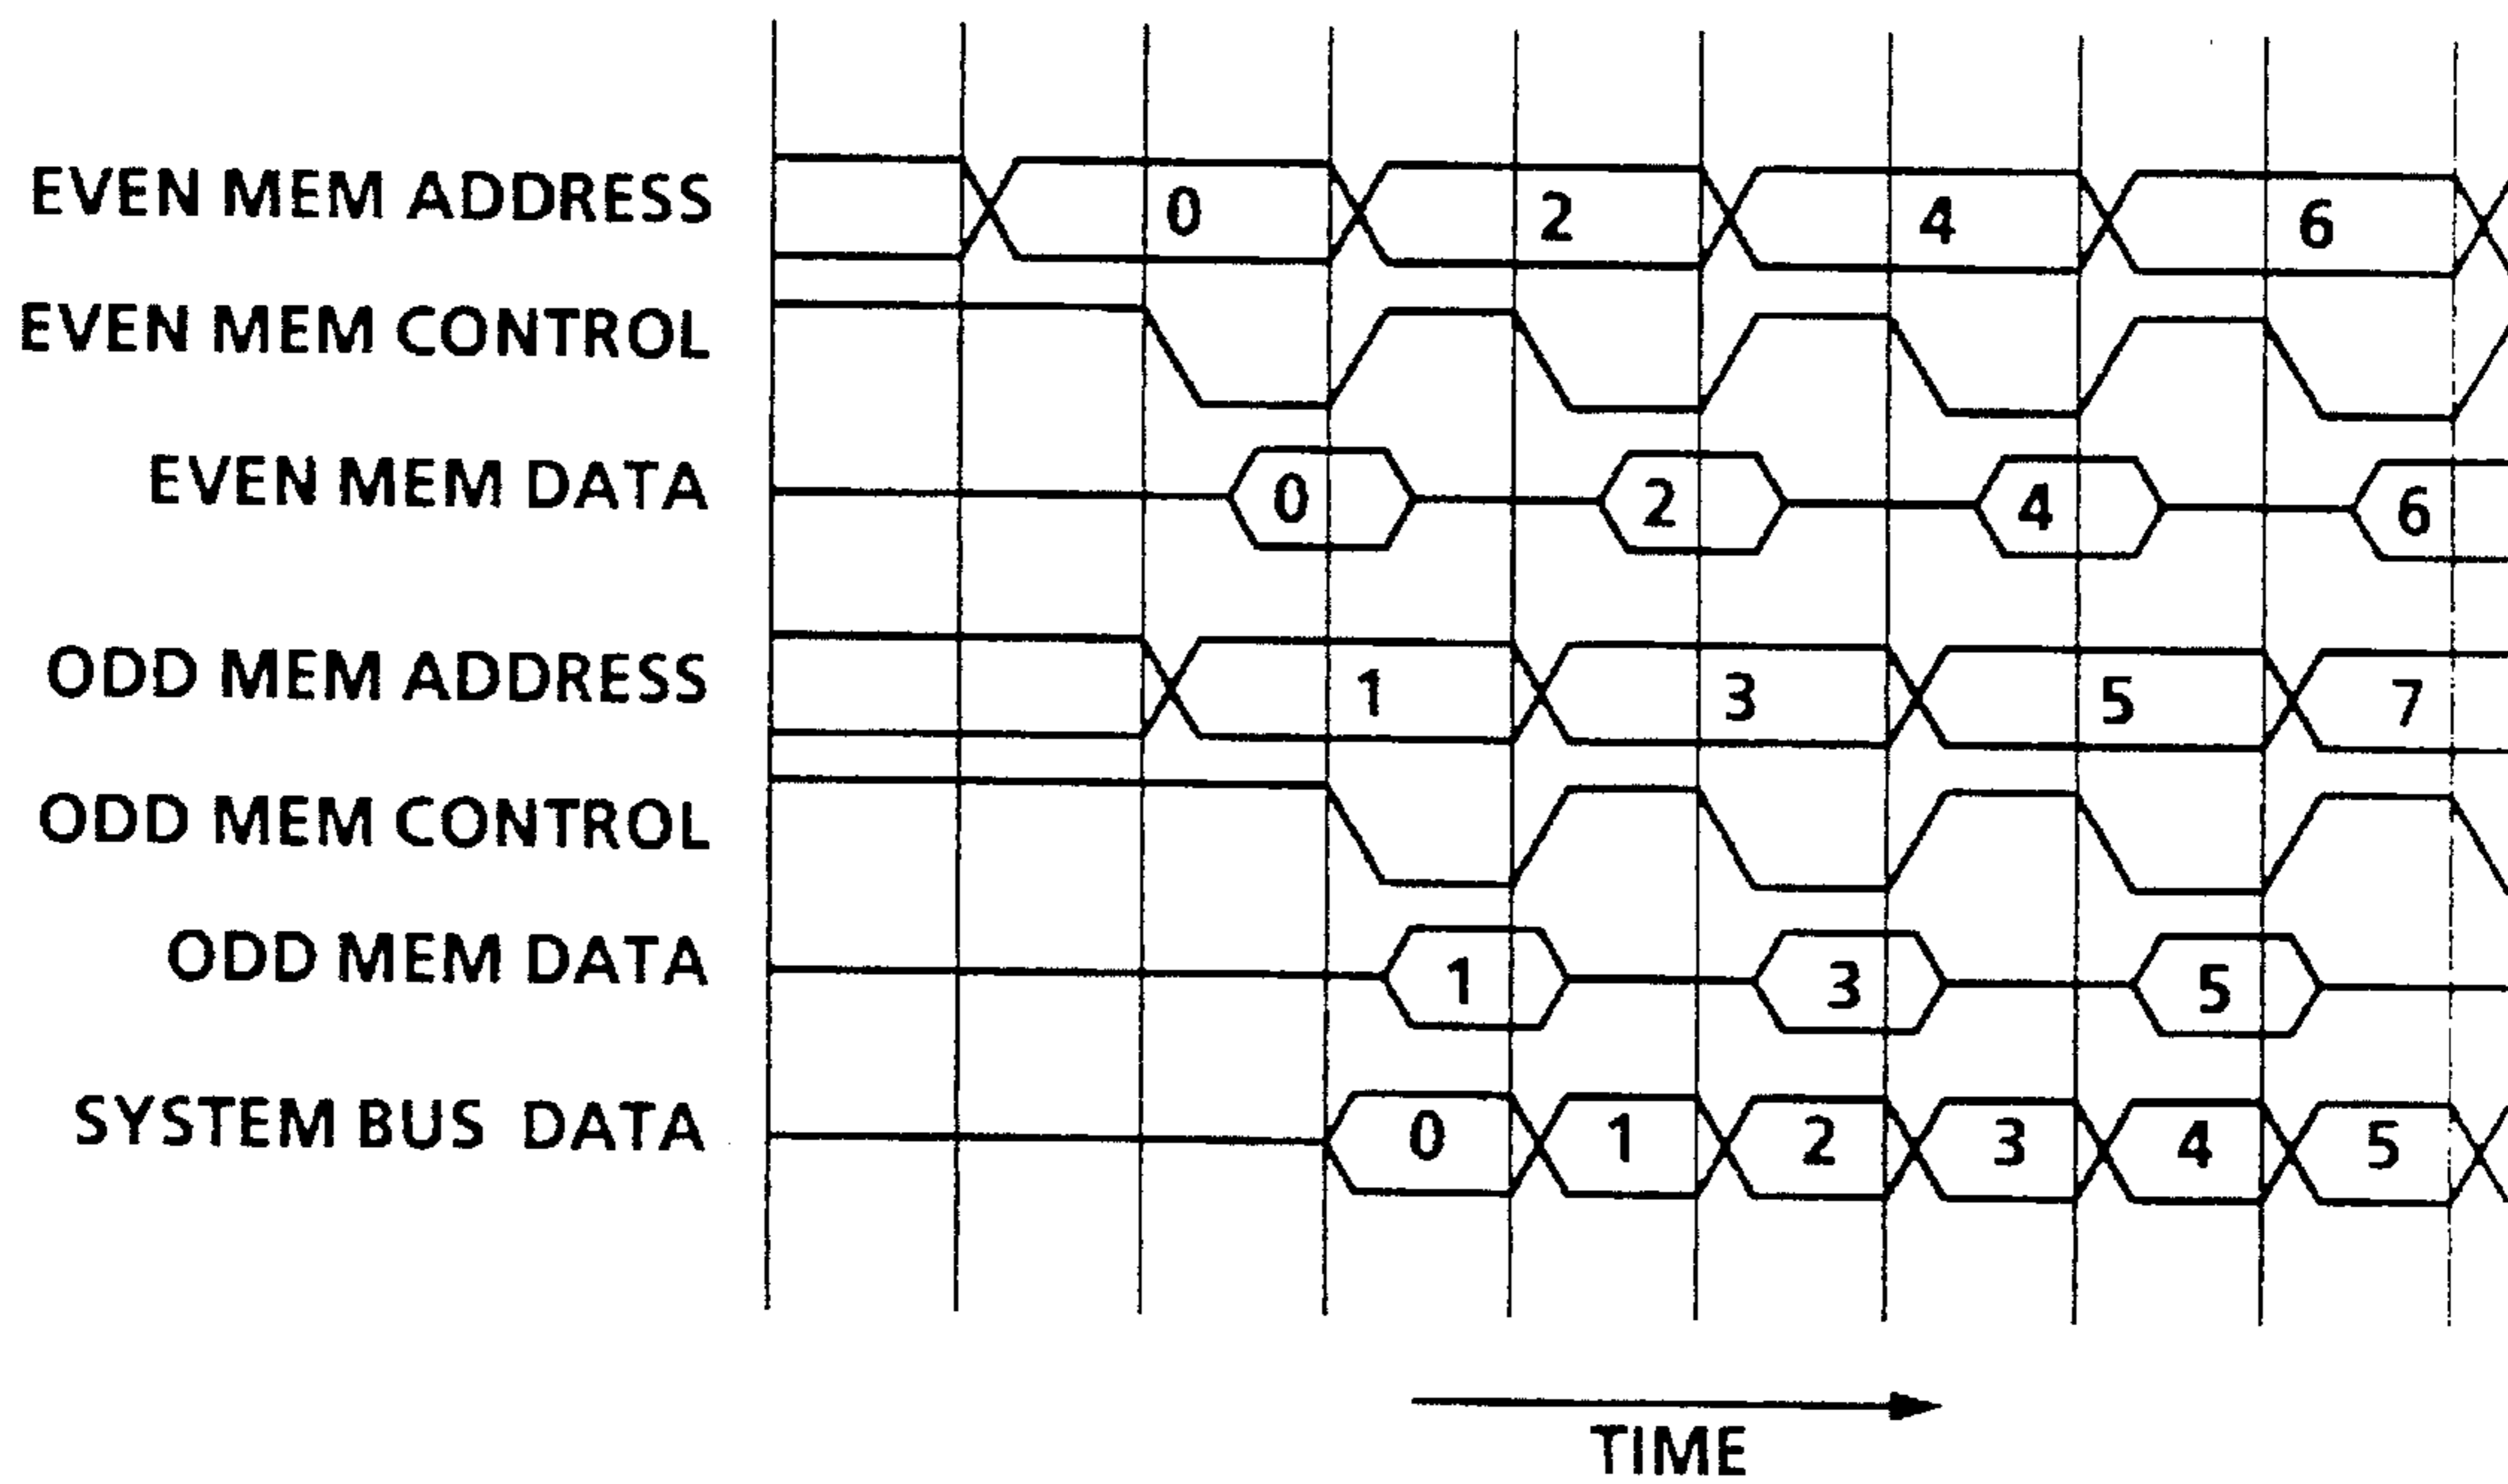 EVEN MEM ADDRESS 0 2 4 6
EVEN MEM CONTROL
EVEN MEM DATA 0 2 4 6
ODD MEM ADDRESS 1 3 5 7
ODD MEM CONTROL
ODD MEM DATA 1 3 5
SYSTEM BUS DATA 0 1 2 3 4 5
TIME